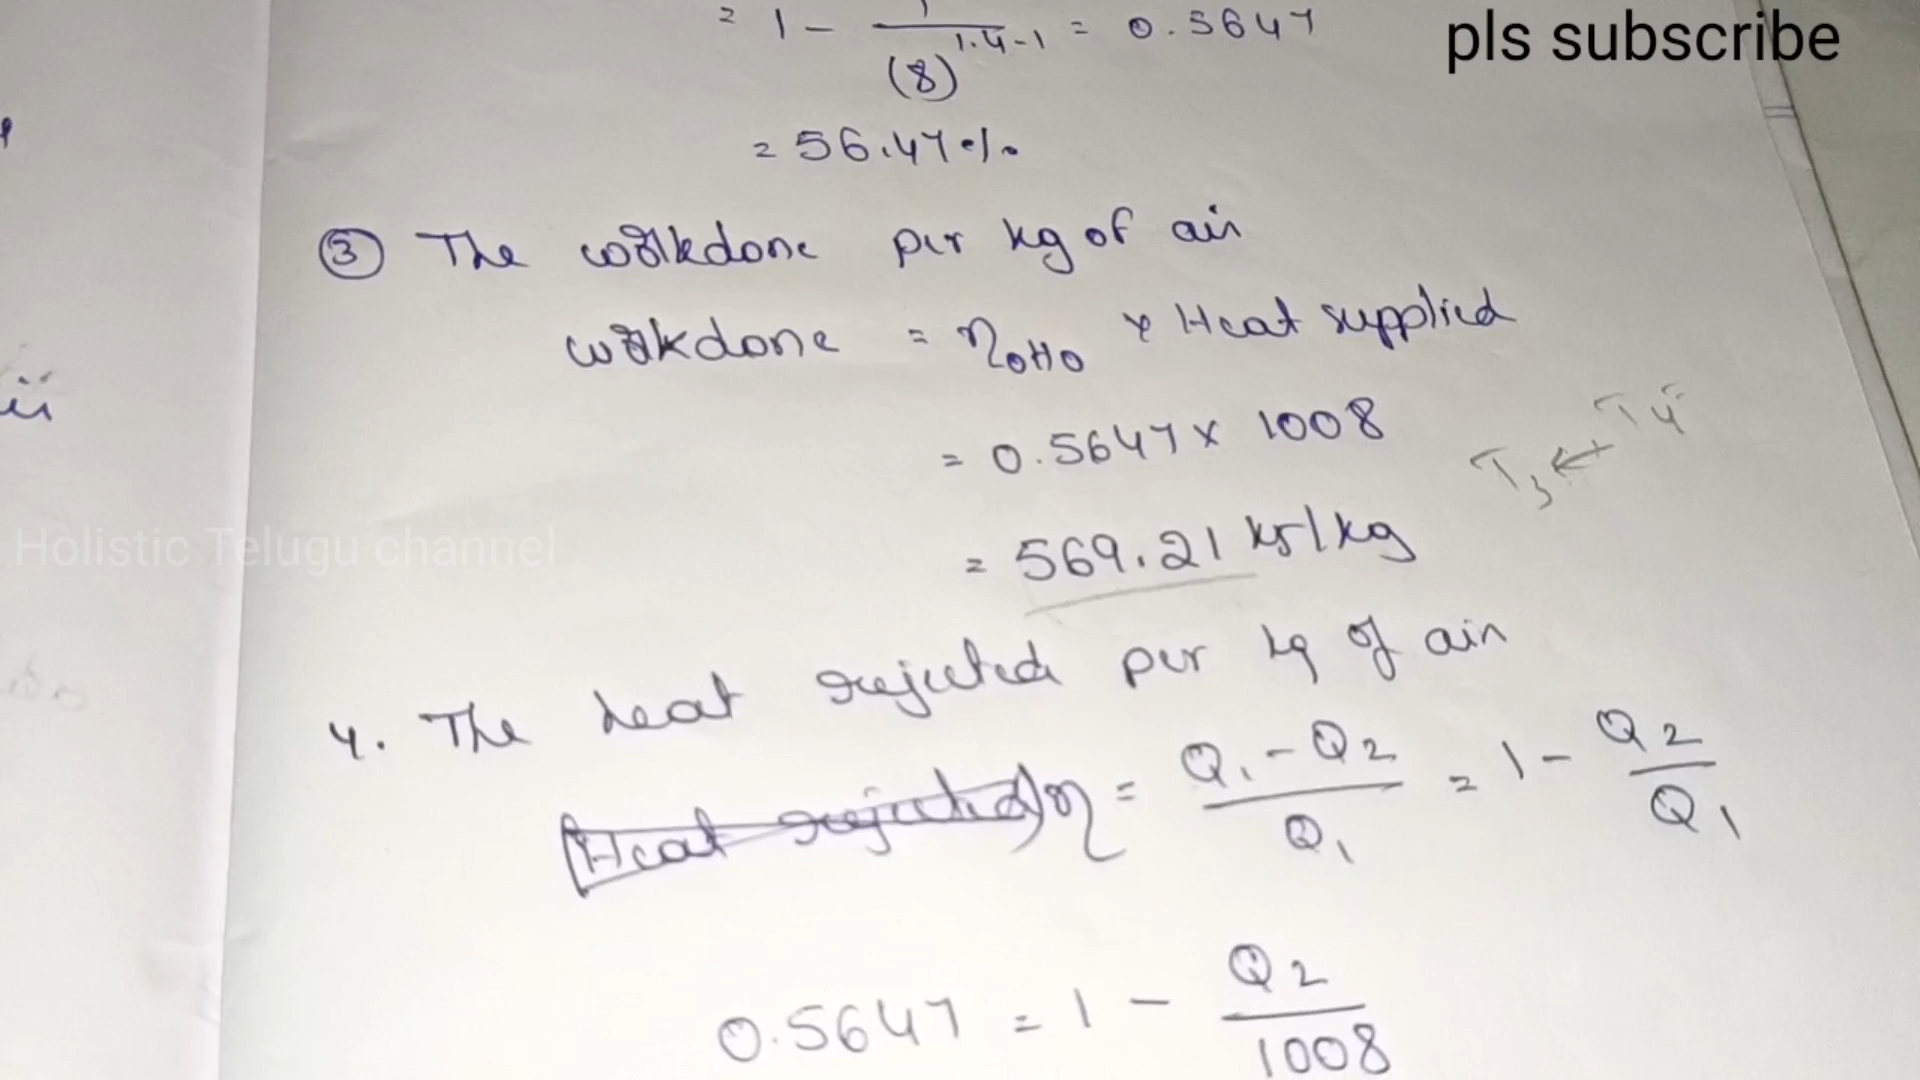 = 1 - 1 / (8)^1.4-1 = 0.5647
pls subscribe
= 56.47%
③ The workdone per kg of air
workdone = ηotto × Heat supplied
= 0.5647 × 1008
T3 ← T4
= 569.21 kJ/kg
Holistic Telugu channel
4. The heat rejected per kg of air
Heat rejected η = Q1 - Q2 / Q1 = 1 - Q2 / Q1
0.5647 = 1 - Q2 / 1008